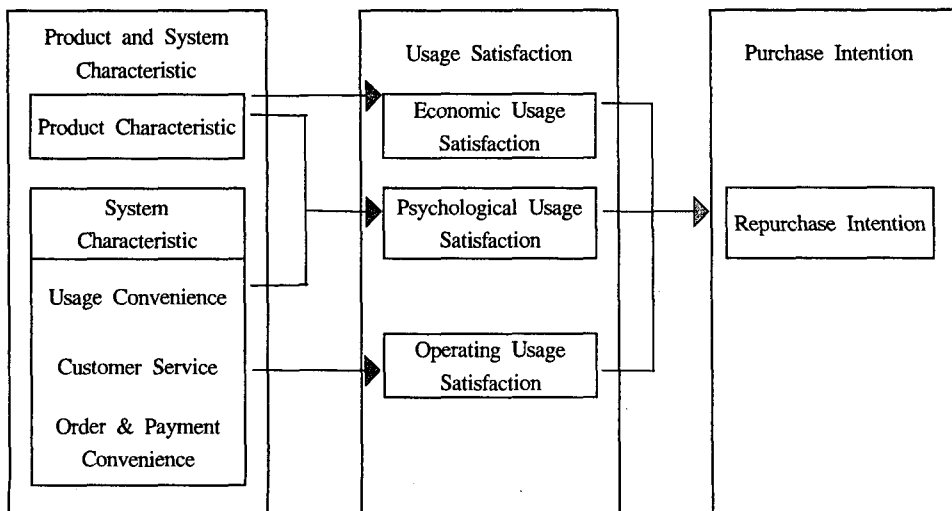 Product and System
Characteristic
Product Characteristic
System
Characteristic
Usage Convenience
Customer Service
Order & Payment
Convenience
Usage Satisfaction
Economic Usage
Satisfaction
Psychological Usage
Satisfaction
Operating Usage
Satisfaction
Purchase Intention
Repurchase Intention